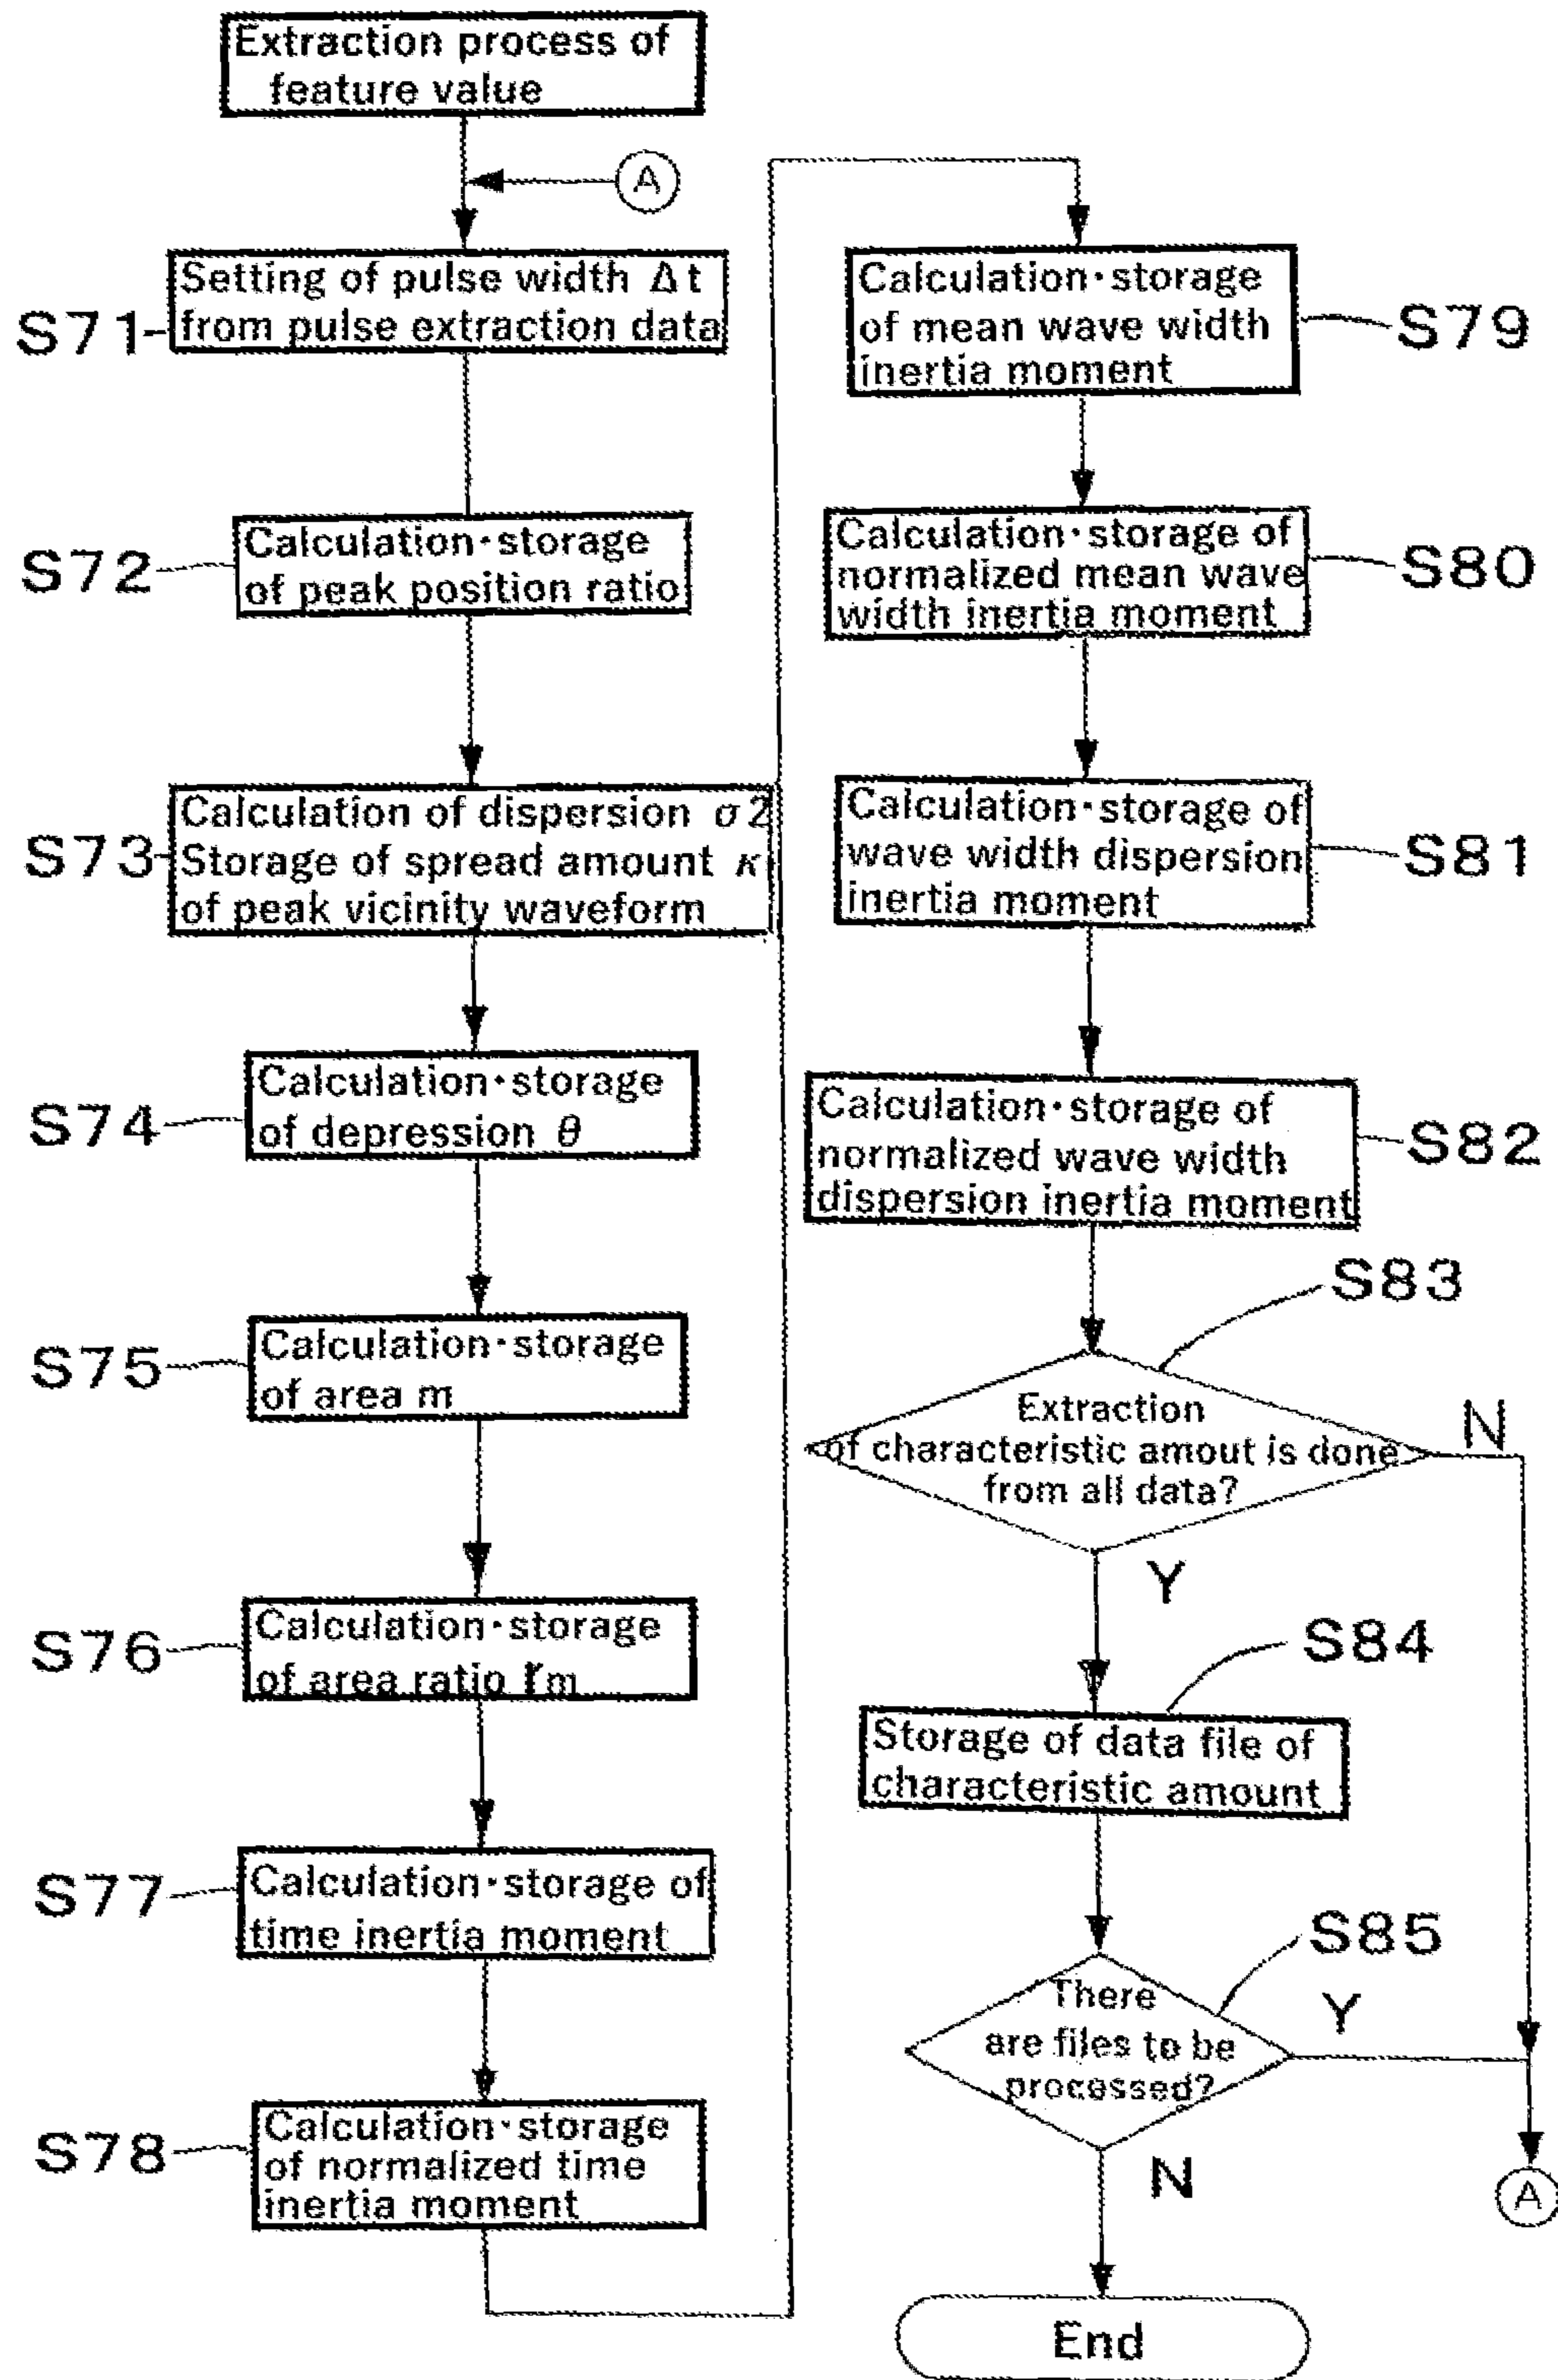 Extraction process of
feature value
A
S71
Setting of pulse width Δt
from pulse extraction data
S72
Calculation·storage
of peak position ratio
S73
Calculation of dispersion σ2
Storage of spread amount κ
of peak vicinity waveform
S74
Calculation·storage
of depression θ
S75
Calculation·storage
of area m
S76
Calculation·storage
of area ratio rm
S77
Calculation·storage of
time inertia moment
S78
Calculation·storage
of normalized time
inertia moment
Calculation·storage
of mean wave width
inertia moment
S79
Calculation·storage of
normalized mean wave
width inertia moment
S80
Calculation·storage of
wave width dispersion
inertia moment
S81
Calculation·storage of
normalized wave width
dispersion inertia moment
S82
S83
Extraction
of characteristic amout is done
from all data?
N
Y
S84
Storage of data file of
characteristic amount
S85
There
are files to be
processed?
Y
N
A
End